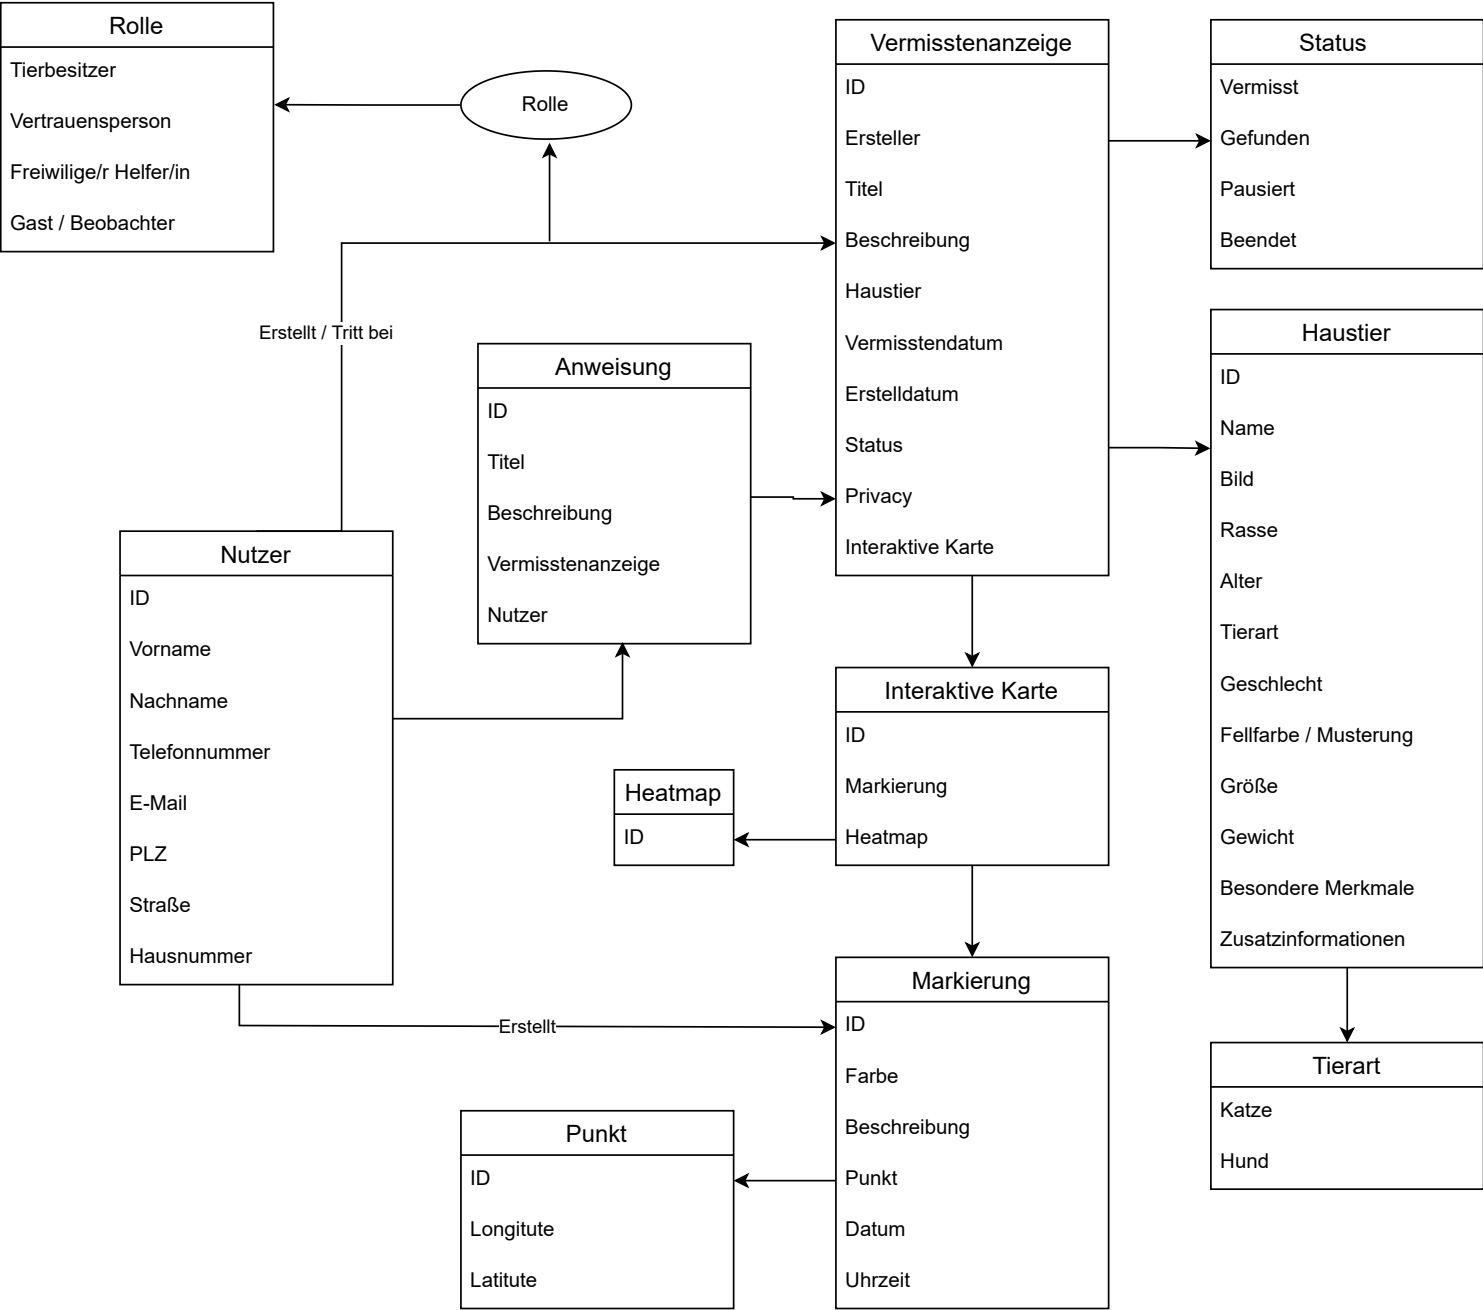 Rolle
Tierbesitzer
Vertrauensperson
Freiwilige/r Helfer/in
Gast / Beobachter
Rolle
Erstellt / Tritt bei
Vermisstenanzeige
ID
Ersteller
Titel
Beschreibung
Haustier
Vermisstendatum
Erstelldatum
Status
Privacy
Interaktive Karte
Status
Vermisst
Gefunden
Pausiert
Beendet
Anweisung
ID
Titel
Beschreibung
Vermisstenanzeige
Nutzer
Haustier
ID
Name
Bild
Rasse
Alter
Tierart
Geschlecht
Fellfarbe / Musterung
Größe
Gewicht
Besondere Merkmale
Zusatzinformationen
Nutzer
ID
Vorname
Nachname
Telefonnummer
E-Mail
PLZ
Straße
Hausnummer
Interaktive Karte
ID
Markierung
Heatmap
Heatmap
ID
Erstellt
Markierung
ID
Farbe
Beschreibung
Punkt
Datum
Uhrzeit
Punkt
ID
Longitute
Latitute
Tierart
Katze
Hund